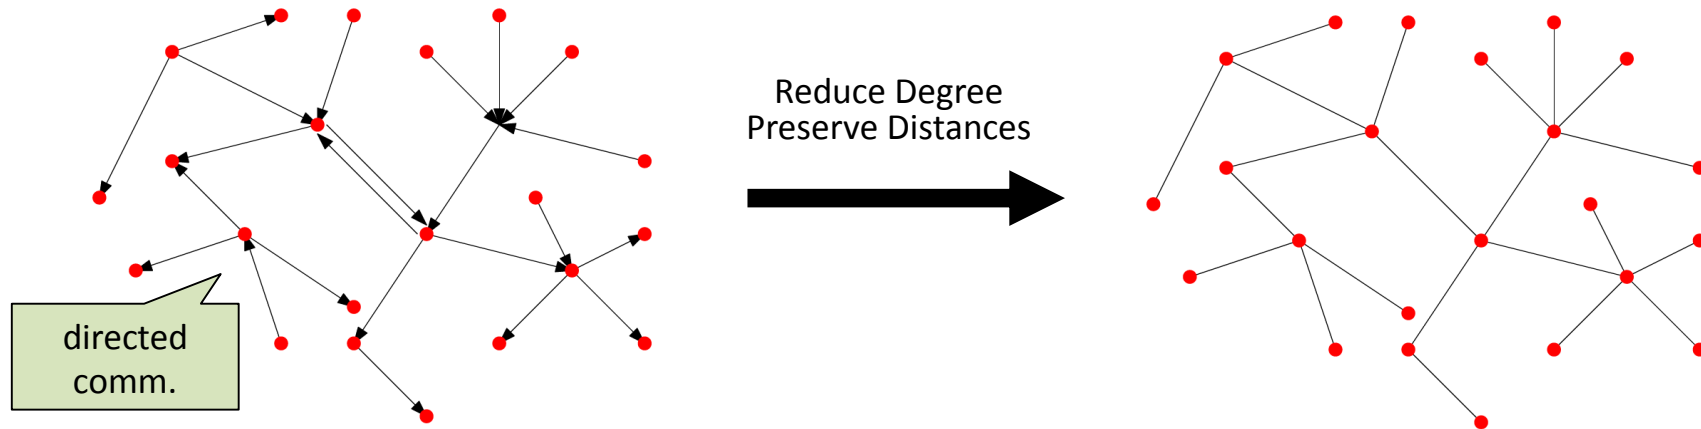 Reduce Degree
Preserve Distances
directed
comm.